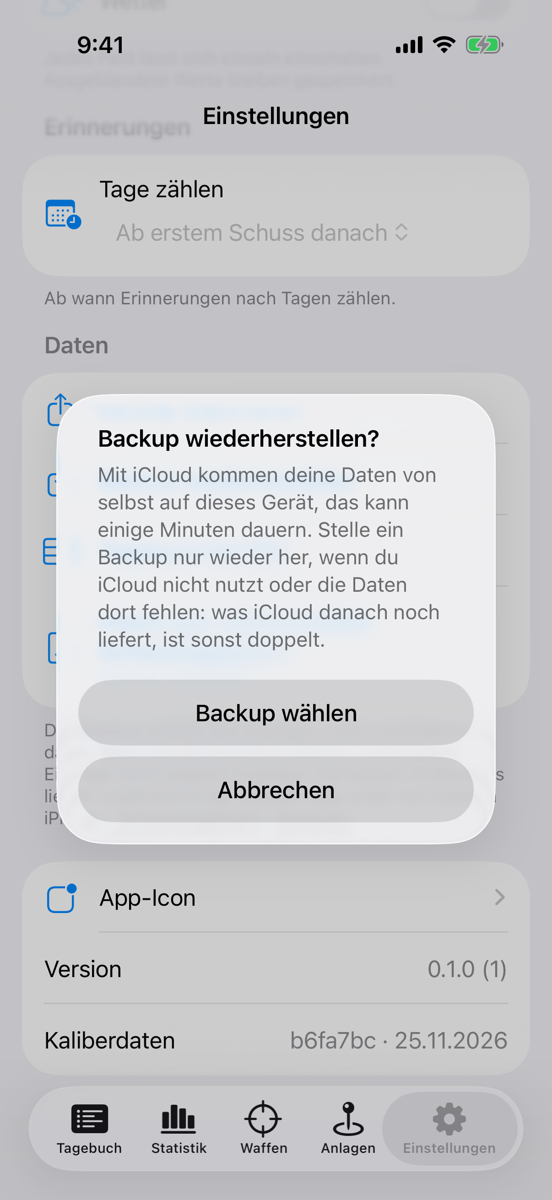 9:41
Einstellungen
Erinnerungen
Tage zählen
Ab erstem Schuss danach
Ab wann Erinnerungen nach Tagen zählen.
Daten
Backup wiederherstellen?
Mit iCloud kommen deine Daten von
selbst auf dieses Gerät, das kann
einige Minuten dauern. Stelle ein
Backup nur wieder her, wenn du
iCloud nicht nutzt oder die Daten
dort fehlen: was iCloud danach noch
liefert, ist sonst doppelt.
Backup wählen
Abbrechen
App-Icon
Version
0.1.0 (1)
Kaliberdaten
b6fa7bc · 25.11.2026
Tagebuch
Statistik
Waffen
Anlagen
Einstellungen